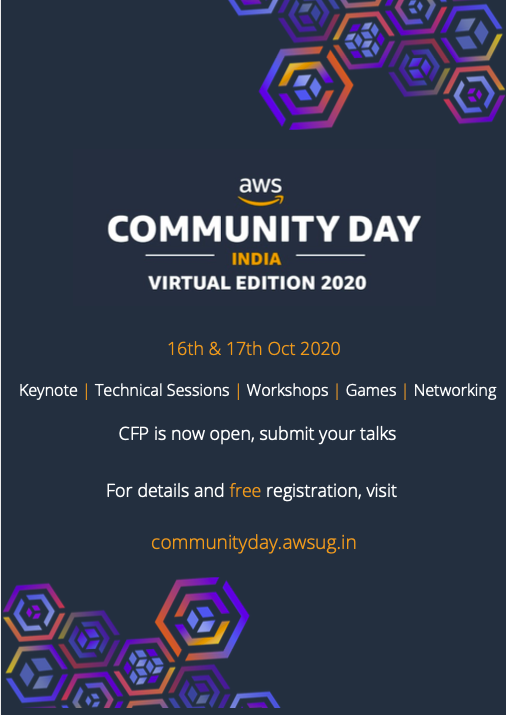 aws
COMMUNITY DAY
INDIA
VIRTUAL EDITION 2020
16th & 17th Oct 2020
Keynote | Technical Sessions | Workshops | Games | Networking
CFP is now open, submit your talks
For details and free registration, visit
communityday.awsug.in